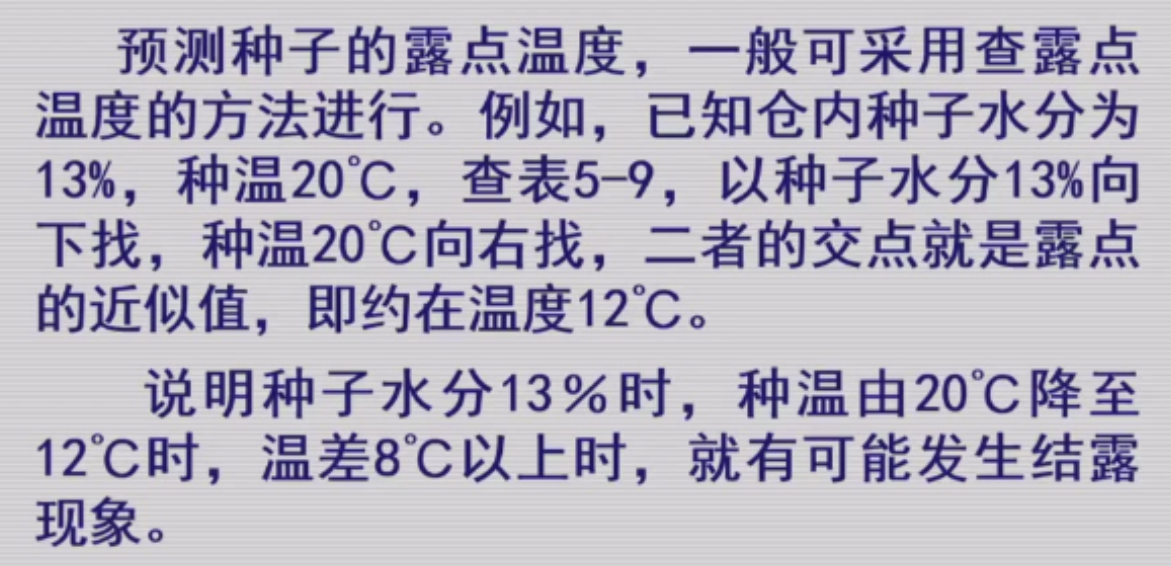 预测种子的露点温度，一般可采用查露点
温度的方法进行。例如，已知仓内种子水分为
13%，种温20℃，查表5-9，以种子水分13%向
下找，种温20℃向右找，二者的交点就是露点
的近似值，即约在温度12℃。
说明种子水分13％时，种温由20℃降至
12℃时，温差8℃以上时，就有可能发生结露
现象。